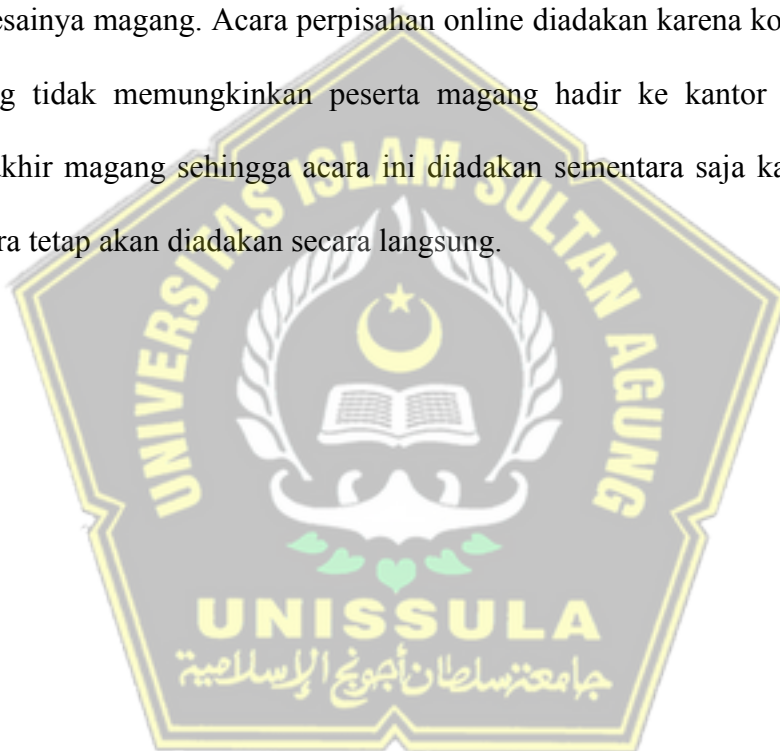 esainya magang. Acara perpisahan online diadakan karena ko
g tidak memungkinkan peserta magang hadir ke kantor
akhir magang sehingga acara ini diadakan sementara saja ka
ra tetap akan diadakan secara langsung.
UNIVERSITAS ISLAM SULTAN AGUNG
UNISSULA
جامعة سلطان أجونج الإسلامية